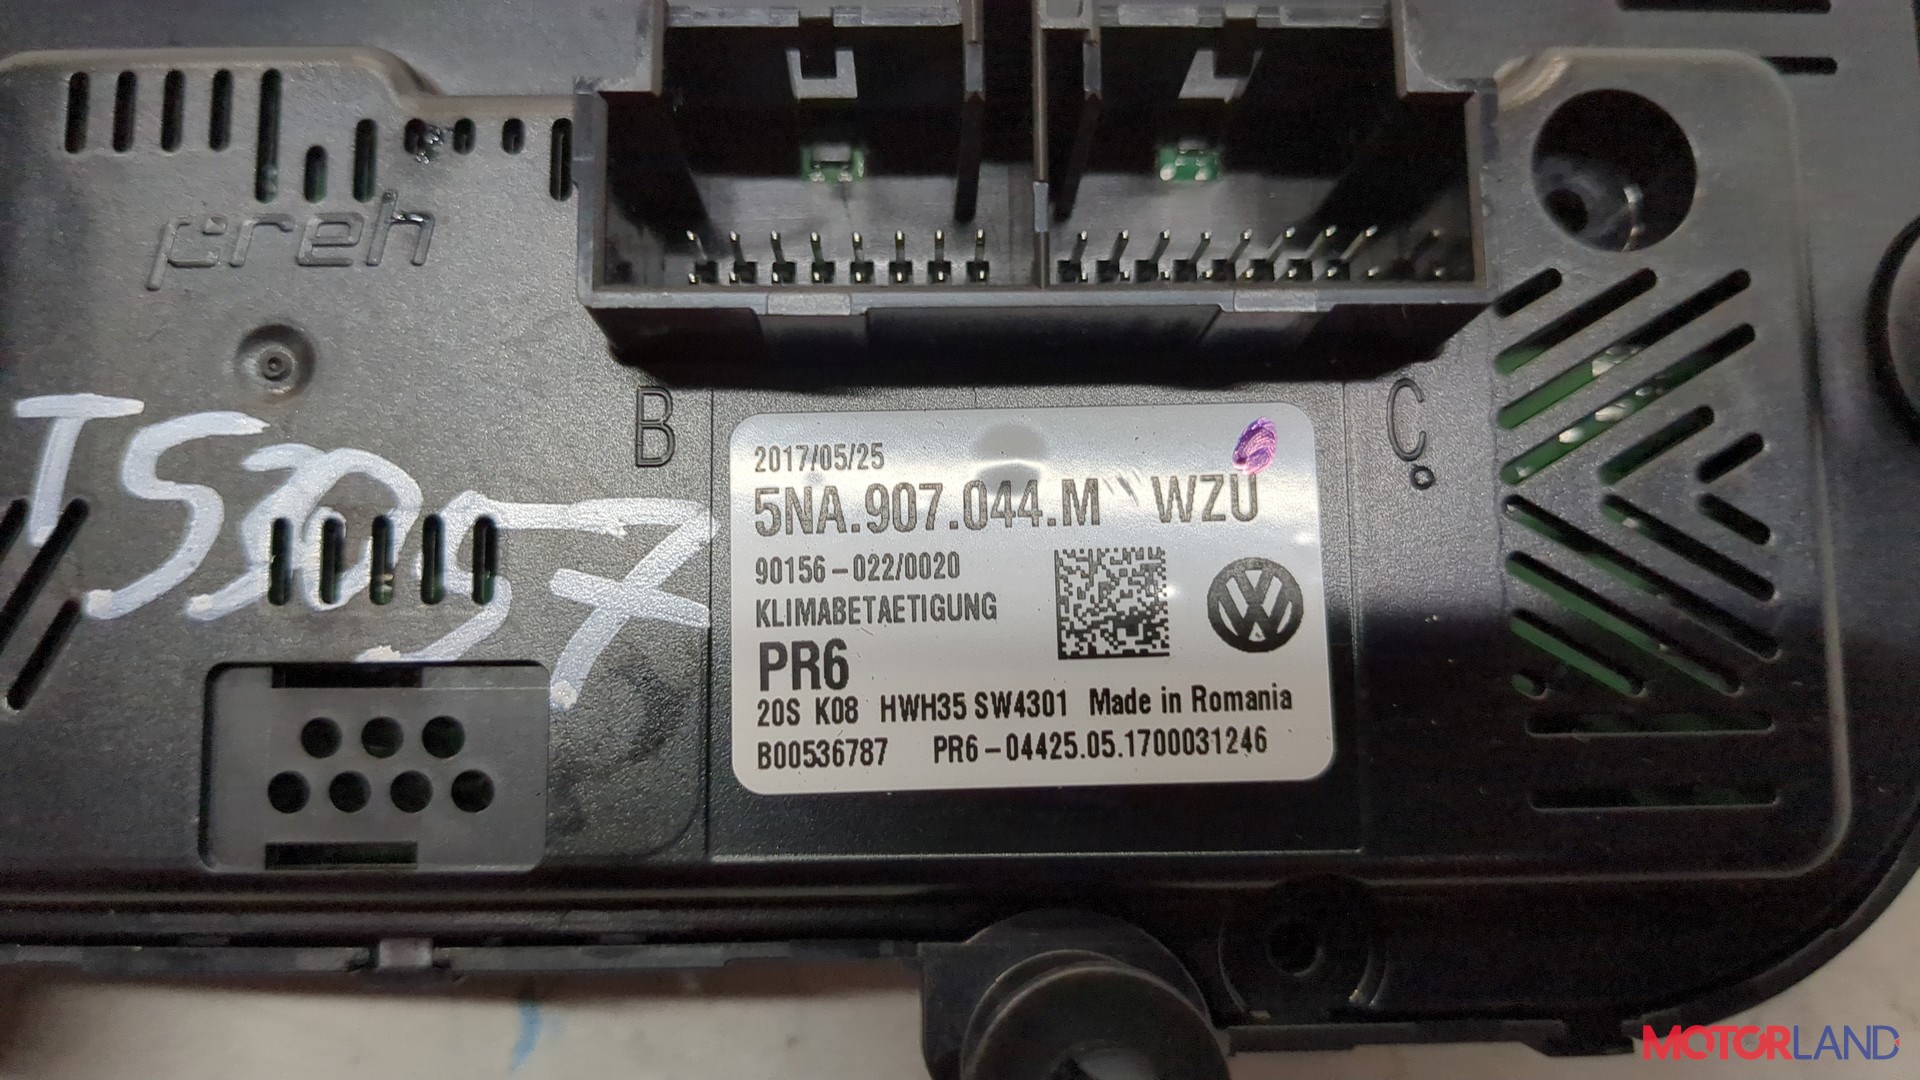 preh
B
C
TS3057
2017/05/25
5NA.907.044.M WZU
90156-022/0020
KLIMABETAETIGUNG
PR6
20S K08 HWH35 SW4301 Made in Romania
B00536787 PR6-04425.05.1700031246
MOTORLAND